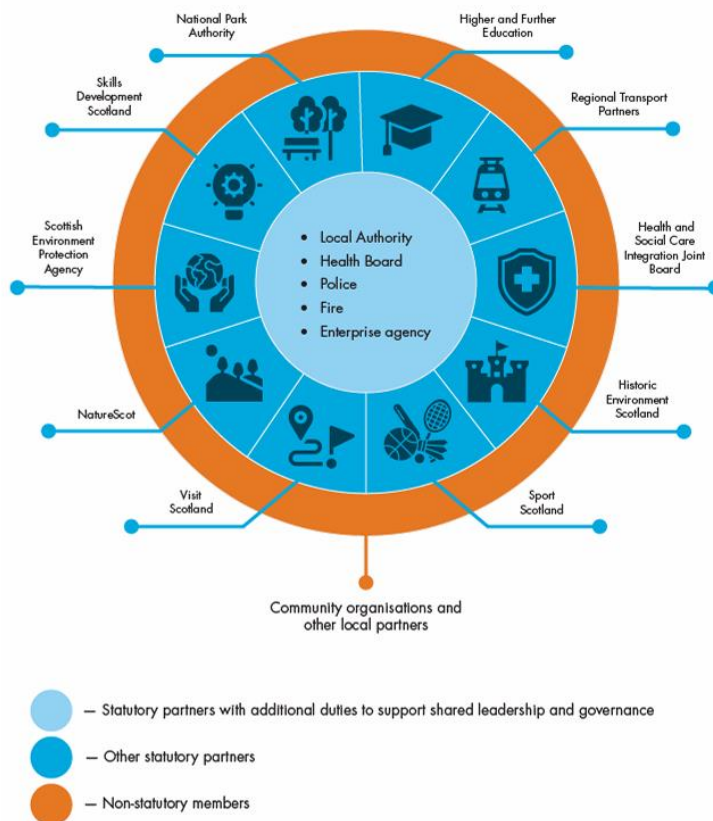 National Park
Authority
Higher and Further
Education
Skills
Development
Scotland
Regional Transport
Partners
Scottish
Environment
Protection
Agency
• Local Authority
• Health Board
• Police
• Fire
• Enterprise agency
Health and
Social Care
Integration Joint
Board
NatureScot
Historic
Environment
Scotland
Visit
Scotland
Sport
Scotland
Community organisations and
other local partners
— Statutory partners with additional duties to support shared leadership and governance
— Other statutory partners
— Non-statutory members